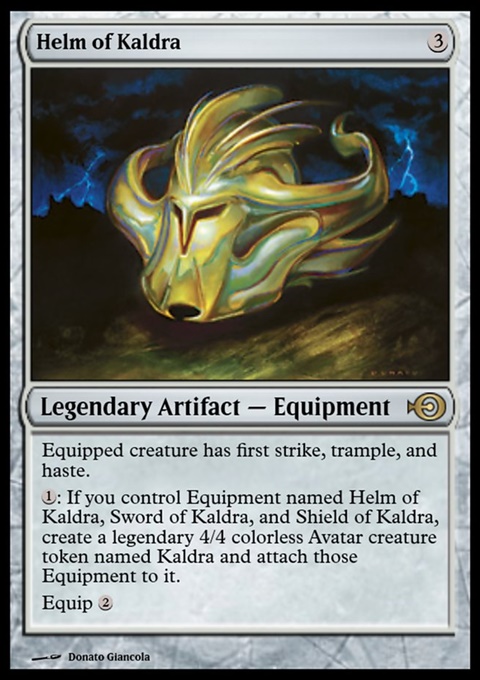 Helm of Kaldra 3
Legendary Artifact — Equipment
Equipped creature has first strike, trample, and
haste.
1: If you control Equipment named Helm of
Kaldra, Sword of Kaldra, and Shield of Kaldra,
create a legendary 4/4 colorless Avatar creature
token named Kaldra and attach those
Equipment to it.
Equip 2
Donato Giancola